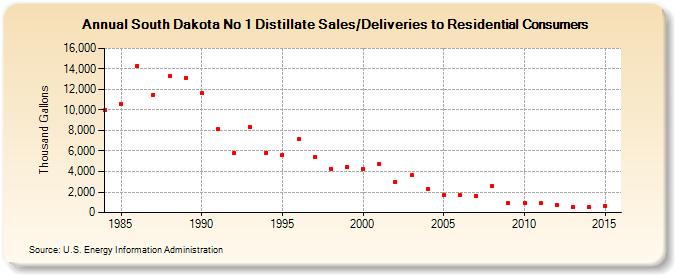 Annual South Dakota No 1 Distillate Sales/Deliveries to Residential Consumers
Thousand Gallons
16,000
14,000
12,000
10,000
8,000
6,000
4,000
2,000
0
1985 1990 1995 2000 2005 2010 2015
Source: U.S. Energy Information Administration